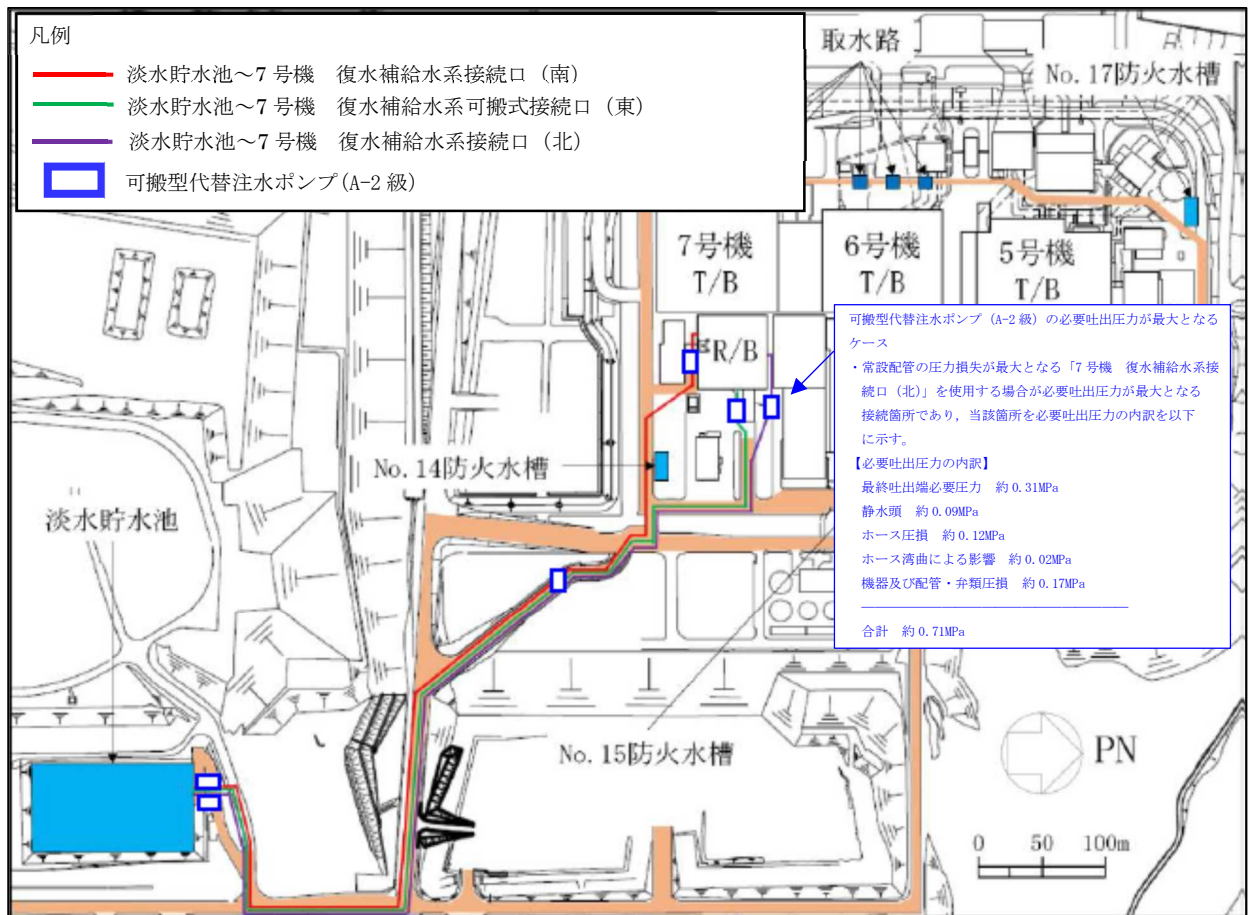 凡例
淡水貯水池～7 号機　復水補給水系接続口（南）
淡水貯水池～7 号機　復水補給水系可搬式接続口（東）
淡水貯水池～7 号機　復水補給水系接続口（北）
可搬型代替注水ポンプ(A-2 級)
取水路
No.17防火水槽
7号機
T/B
6号機
T/B
5号機
T/B
R/B
可搬型代替注水ポンプ（A-2 級）の必要吐出圧力が最大となる
ケース
・常設配管の圧力損失が最大となる「7 号機　復水補給水系接
続口（北）」を使用する場合が必要吐出圧力が最大となる
接続箇所であり，当該箇所を必要吐出圧力の内訳を以下
に示す。
【必要吐出圧力の内訳】
最終吐出端必要圧力　約 0.31MPa
静水頭　約 0.09MPa
ホース圧損　約 0.12MPa
ホース湾曲による影響　約 0.02MPa
機器及び配管・弁類圧損　約 0.17MPa
合計　約 0.71MPa
No.14防火水槽
淡水貯水池
No.15防火水槽
PN
0 50 100m